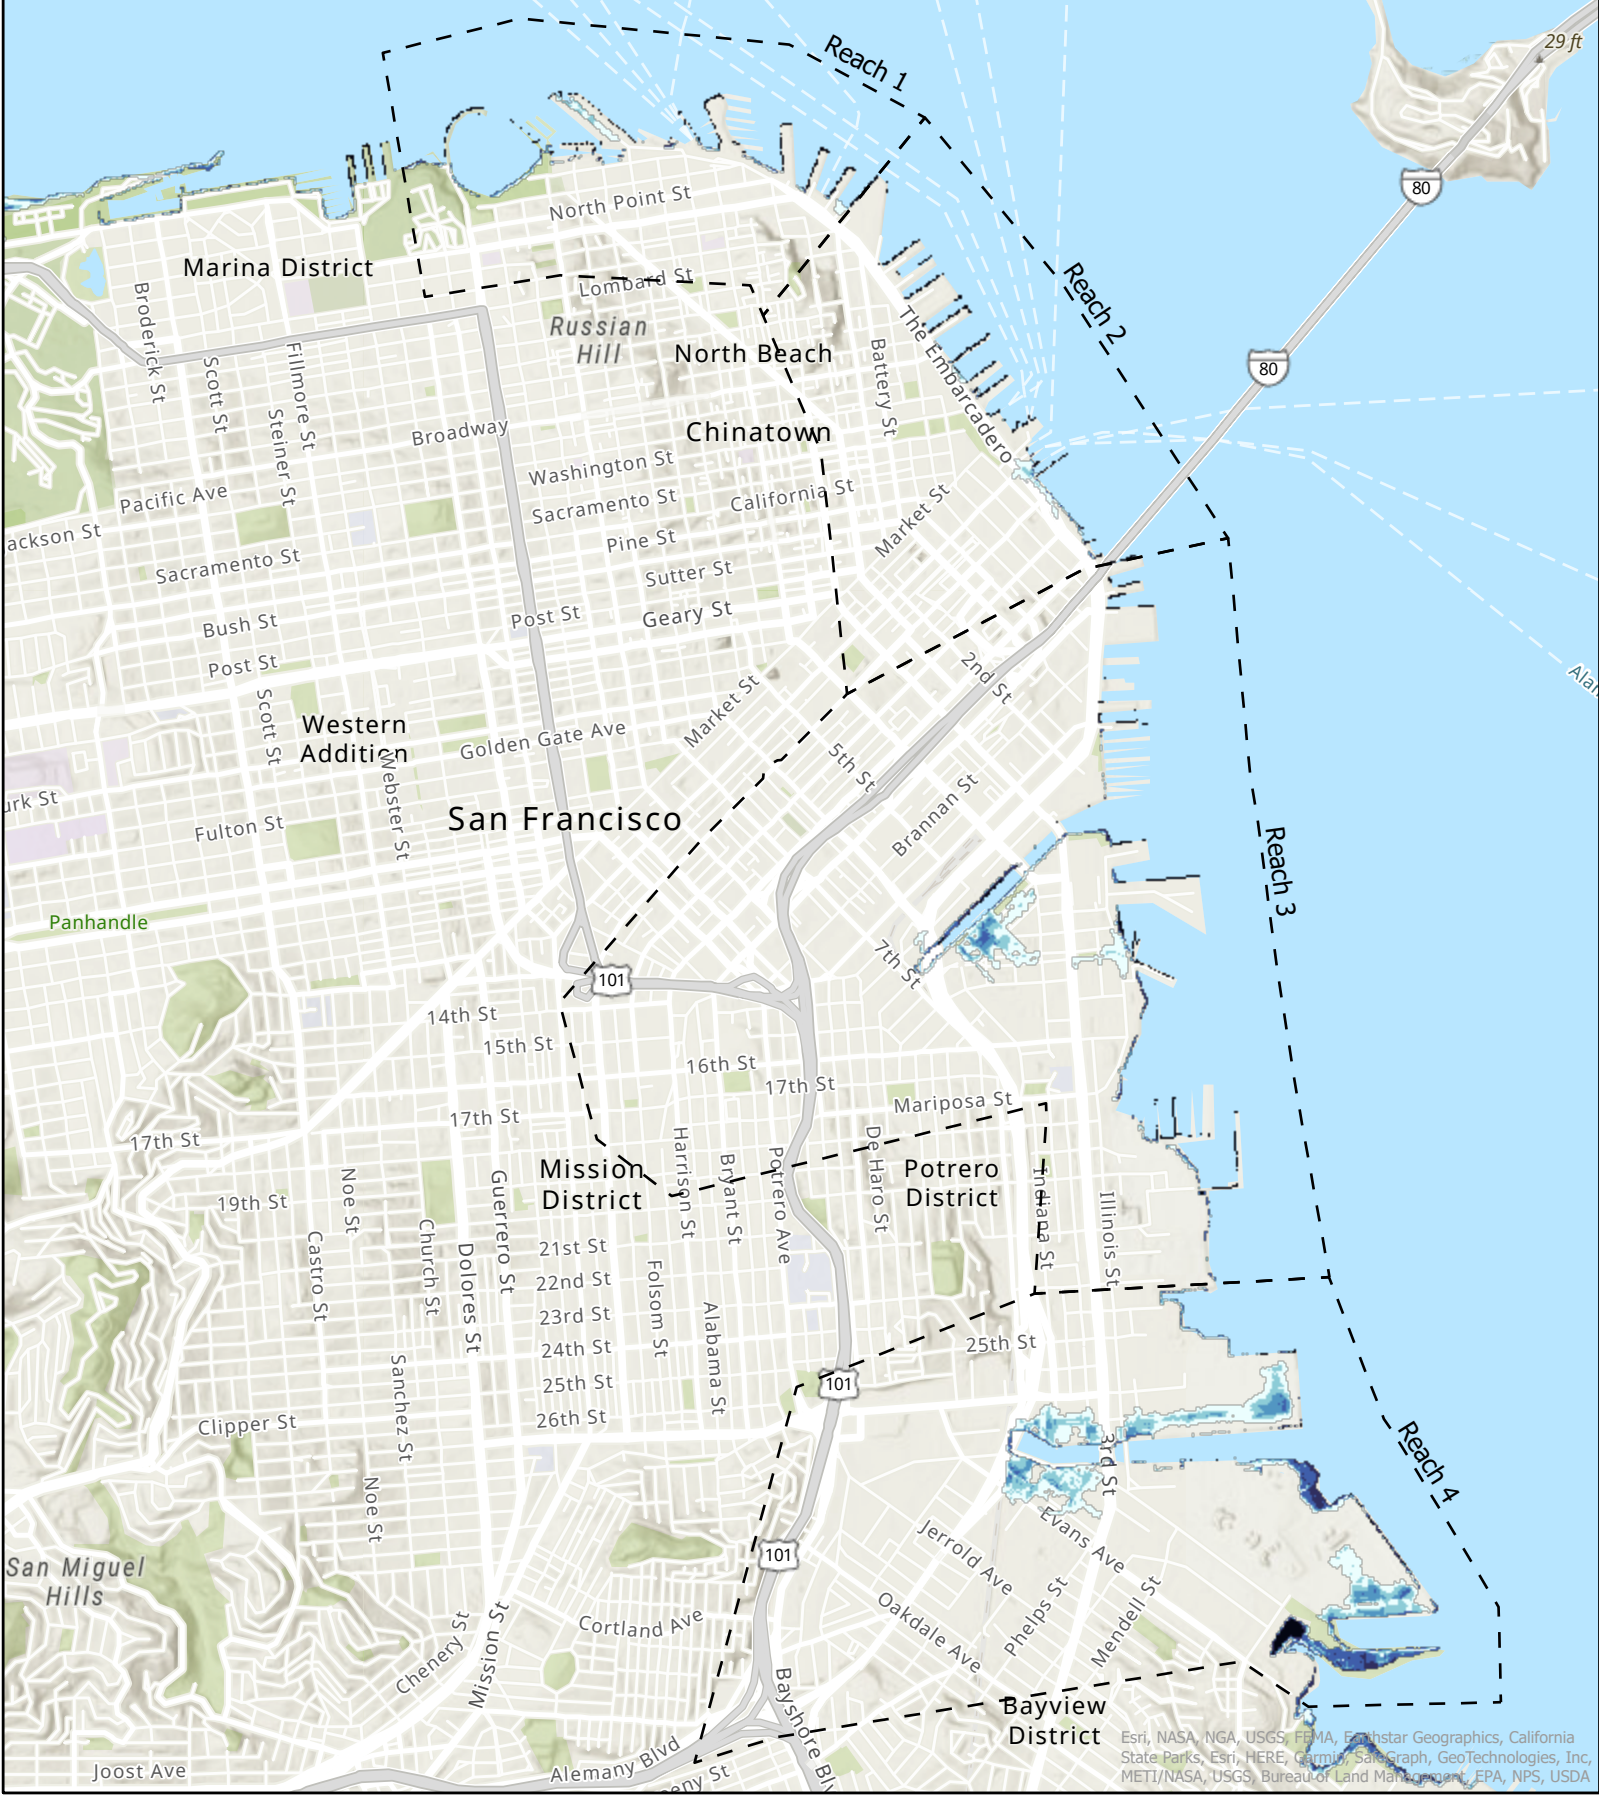 29 ft
Reach 1
80
North Point St
Marina District
Lombard St
Reach 2
Broderick St
Russian
Hill
The Embarcadero
North Beach
Battery St
80
Scott St
Fillmore St
Steiner St
Broadway
Chinatown
Washington St
Pacific Ave
Sacramento St
California St
Market St
ackson St
Pine St
Sacramento St
Sutter St
Bush St
Post St
Geary St
Post St
2nd St
Alam
Scott St
Market St
Western
Addition
Golden Gate Ave
5th St
Webster St
urk St
San Francisco
Fulton St
Brannan St
Reach 3
Panhandle
7th St
101
14th St
15th St
16th St
17th St
17th St
Mariposa St
17th St
Harrison St
De Haro St
Mission
District
Bryant St
Potrero Ave
Potrero
District
Noe St
19th St
Guerrero St
Indiana St
Illinois St
Castro St
Church St
Dolores St
21st St
22nd St
Folsom St
23rd St
Alabama St
24th St
25th St
25th St
101
Sanchez St
Clipper St
26th St
Reach 4
3rd St
Noe St
Evans Ave
Jerrold Ave
101
San Miguel
Hills
Oakdale Ave
Phelps St
Mendell St
Cortland Ave
Chenery St
Mission St
Bayshore Blv
Bayview
District
Alemany Blvd
Joost Ave
eny St
Esri, NASA, NGA, USGS, FEMA, Earthstar Geographics, California
State Parks, Esri, HERE, Garmin, SafeGraph, GeoTechnologies, Inc,
METI/NASA, USGS, Bureau of Land Management, EPA, NPS, USDA